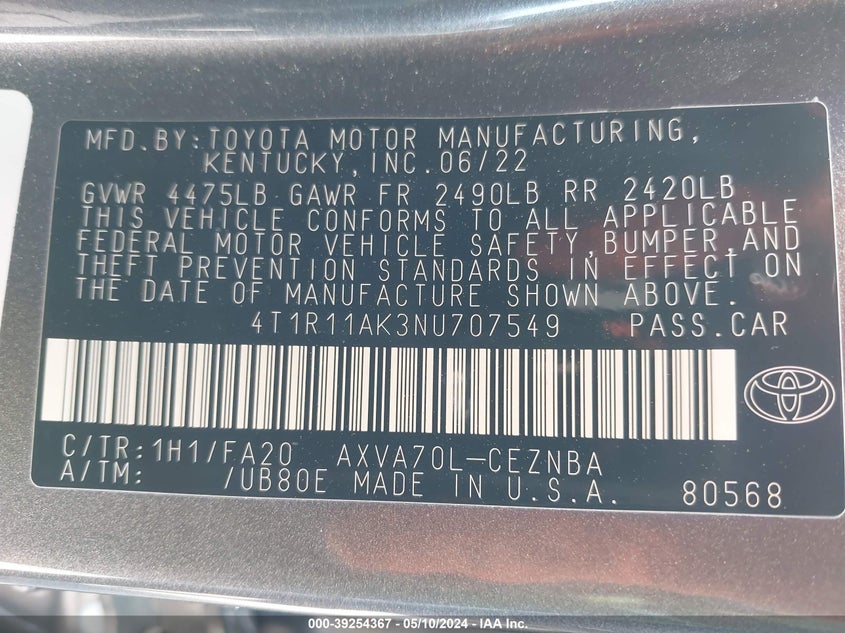 MFD.BY:TOYOTA MOTOR MANUFACTURING,
KENTUCKY,INC.06/22
GVWR 4475LB GAWR FR 2490LB RR 2420LB
THIS VEHICLE CONFORMS TO ALL APPLICABLE
FEDERAL MOTOR VEHICLE SAFETY,BUMPER,AND
THEFT PREVENTION STANDARDS IN EFFECT ON
THE DATE OF MANUFACTURE SHOWN ABOVE.
4T1R11AK3NU707549 PASS.CAR
C/TR:1H1/FA20 AXVA70L-CEZNBA
A/TM: /UB80E MADE IN U.S.A. 80568
000-39254367 - 05/10/2024 - IAA Inc.